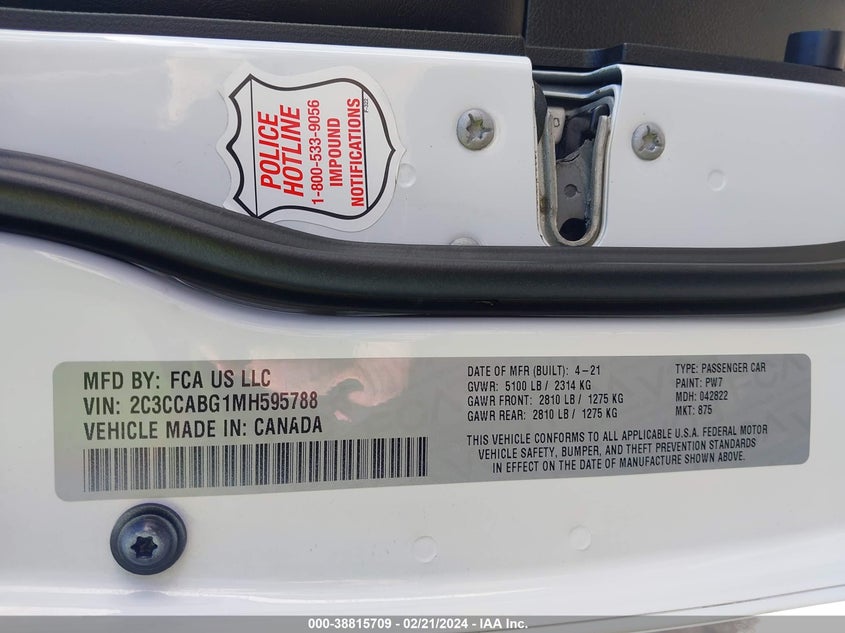 POLICE
HOTLINE
1-800-533-9056
IMPOUND
NOTIFICATIONS
F-322
MFD BY: FCA US LLC
VIN: 2C3CCABG1MH595788
VEHICLE MADE IN: CANADA
DATE OF MFR (BUILT): 4-21
GVWR: 5100 LB / 2314 KG
GAWR FRONT: 2810 LB / 1275 KG
GAWR REAR: 2810 LB / 1275 KG
TYPE: PASSENGER CAR
PAINT: PW7
MDH: 042822
MKT: 875
THIS VEHICLE CONFORMS TO ALL APPLICABLE U.S.A. FEDERAL MOTOR
VEHICLE SAFETY, BUMPER, AND THEFT PREVENTION STANDARDS
IN EFFECT ON THE DATE OF MANUFACTURE SHOWN ABOVE.
000-38815709 - 02/21/2024 - IAA Inc.